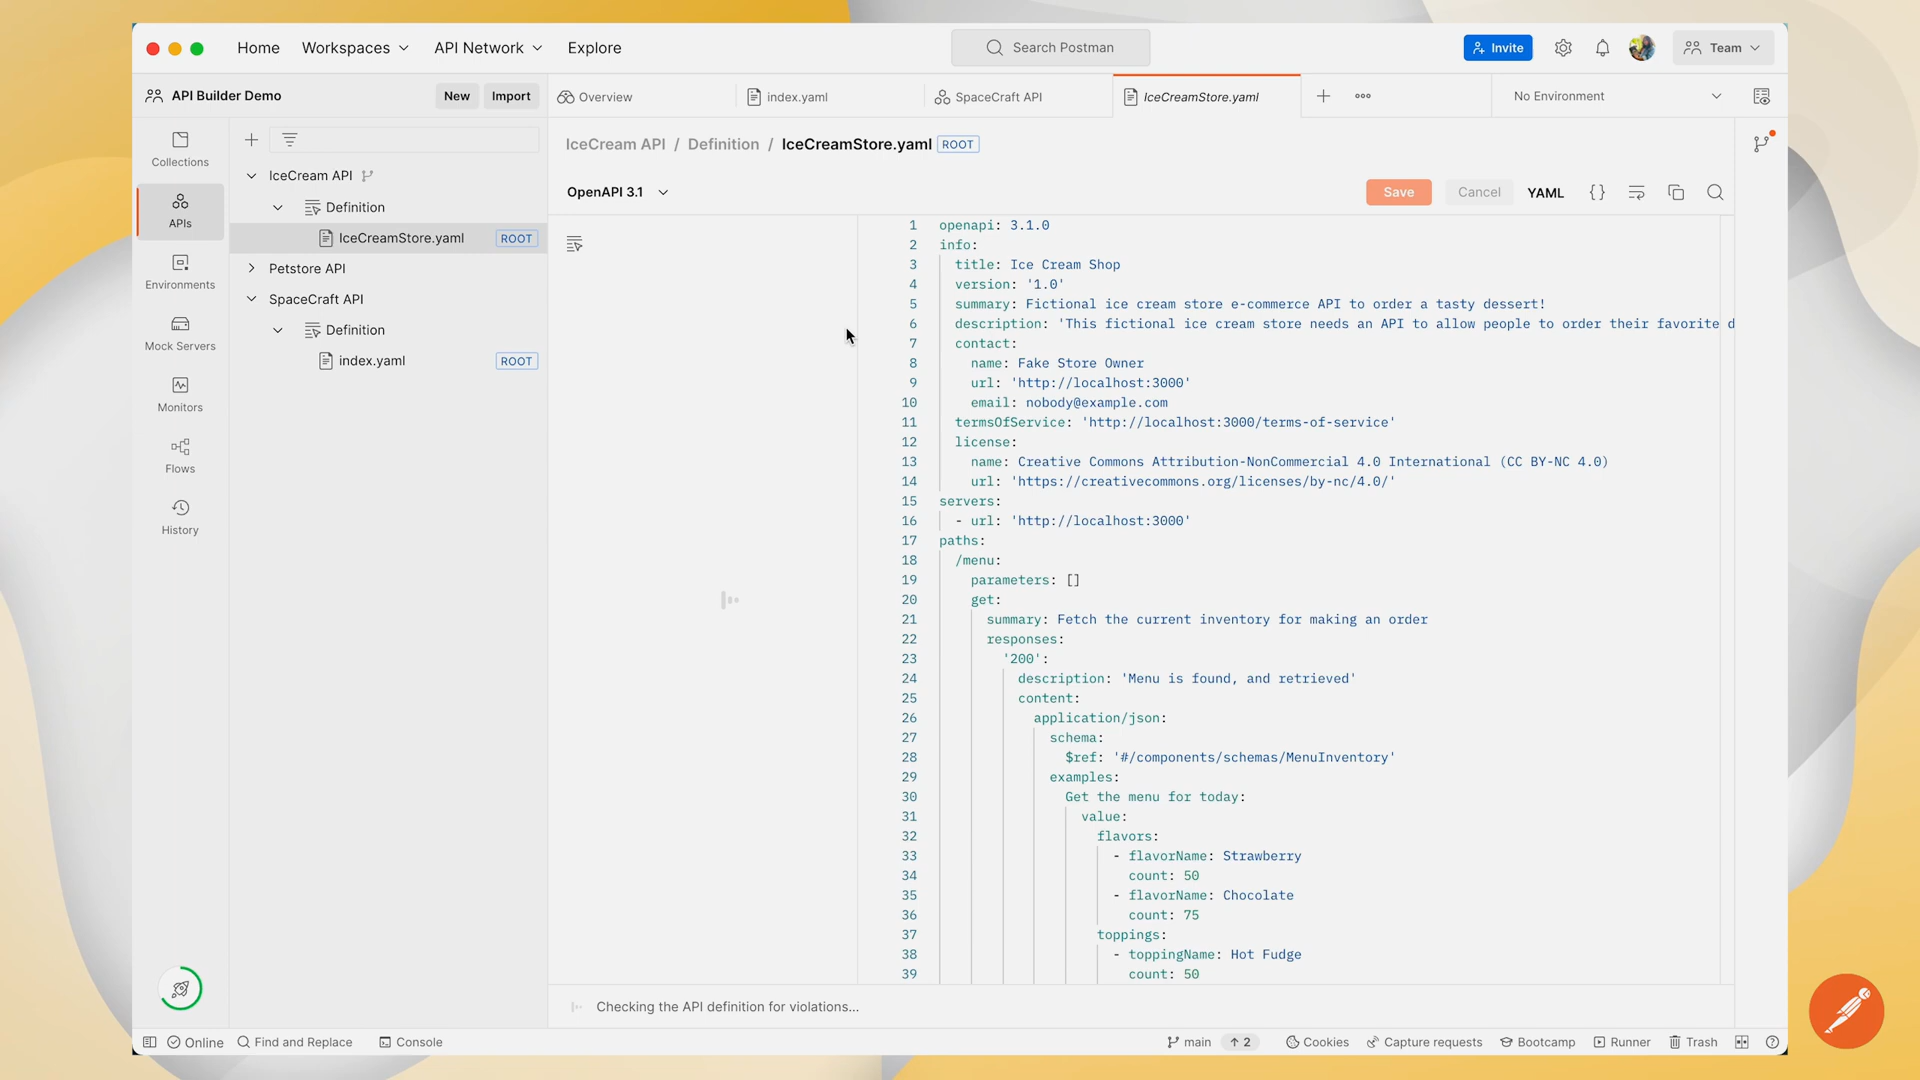 Home Workspaces API Network Explore Search Postman Invite Team
API Builder Demo New Import Overview index.yaml SpaceCraft API IceCreamStore.yaml No Environment
Collections
APIs
Environments
Mock Servers
Monitors
Flows
History
IceCream API
Definition
IceCreamStore.yaml ROOT
Petstore API
SpaceCraft API
Definition
index.yaml ROOT
IceCream API / Definition / IceCreamStore.yaml ROOT
OpenAPI 3.1 Save Cancel YAML
1 openapi: 3.1.0
2 info:
3 title: Ice Cream Shop
4 version: '1.0'
5 summary: Fictional ice cream store e-commerce API to order a tasty dessert!
6 description: 'This fictional ice cream store needs an API to allow people to order their favorite d
7 contact:
8 name: Fake Store Owner
9 url: 'http://localhost:3000'
10 email: nobody@example.com
11 termsOfService: 'http://localhost:3000/terms-of-service'
12 license:
13 name: Creative Commons Attribution-NonCommercial 4.0 International (CC BY-NC 4.0)
14 url: 'https://creativecommons.org/licenses/by-nc/4.0/'
15 servers:
16 - url: 'http://localhost:3000'
17 paths:
18 /menu:
19 parameters: []
20 get:
21 summary: Fetch the current inventory for making an order
22 responses:
23 '200':
24 description: 'Menu is found, and retrieved'
25 content:
26 application/json:
27 schema:
28 $ref: '#/components/schemas/MenuInventory'
29 examples:
30 Get the menu for today:
31 value:
32 flavors:
33 - flavorName: Strawberry
34 count: 50
35 - flavorName: Chocolate
36 count: 75
37 toppings:
38 - toppingName: Hot Fudge
39 count: 50
Checking the API definition for violations...
Online Find and Replace Console main ↑ 2 Cookies Capture requests Bootcamp Runner Trash